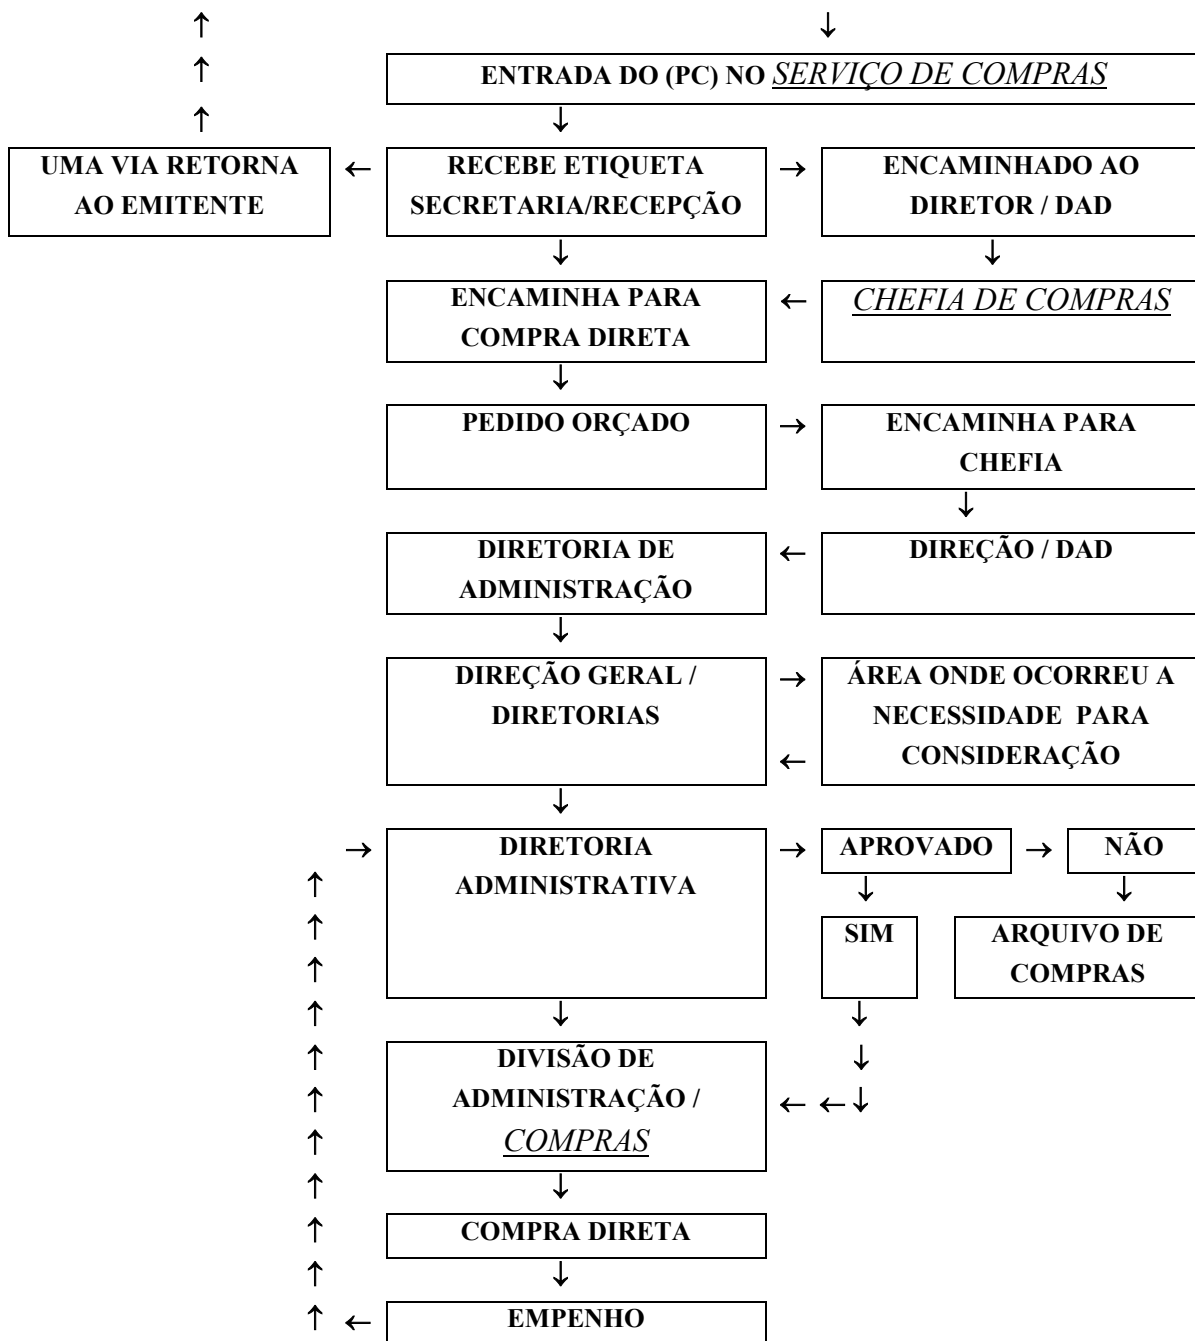 ENTRADA DO (PC) NO SERVIÇO DE COMPRAS
UMA VIA RETORNA
AO EMITENTE
RECEBE ETIQUETA
SECRETARIA/RECEPÇÃO
ENCAMINHADO AO
DIRETOR / DAD
ENCAMINHA PARA
COMPRA DIRETA
CHEFIA DE COMPRAS
PEDIDO ORÇADO
ENCAMINHA PARA
CHEFIA
DIRETORIA DE
ADMINISTRAÇÃO
DIREÇÃO / DAD
DIREÇÃO GERAL /
DIRETORIAS
ÁREA ONDE OCORREU A
NECESSIDADE PARA
CONSIDERAÇÃO
DIRETORIA
ADMINISTRATIVA
APROVADO
NÃO
SIM
ARQUIVO DE
COMPRAS
DIVISÃO DE
ADMINISTRAÇÃO /
COMPRAS
COMPRA DIRETA
EMPENHO